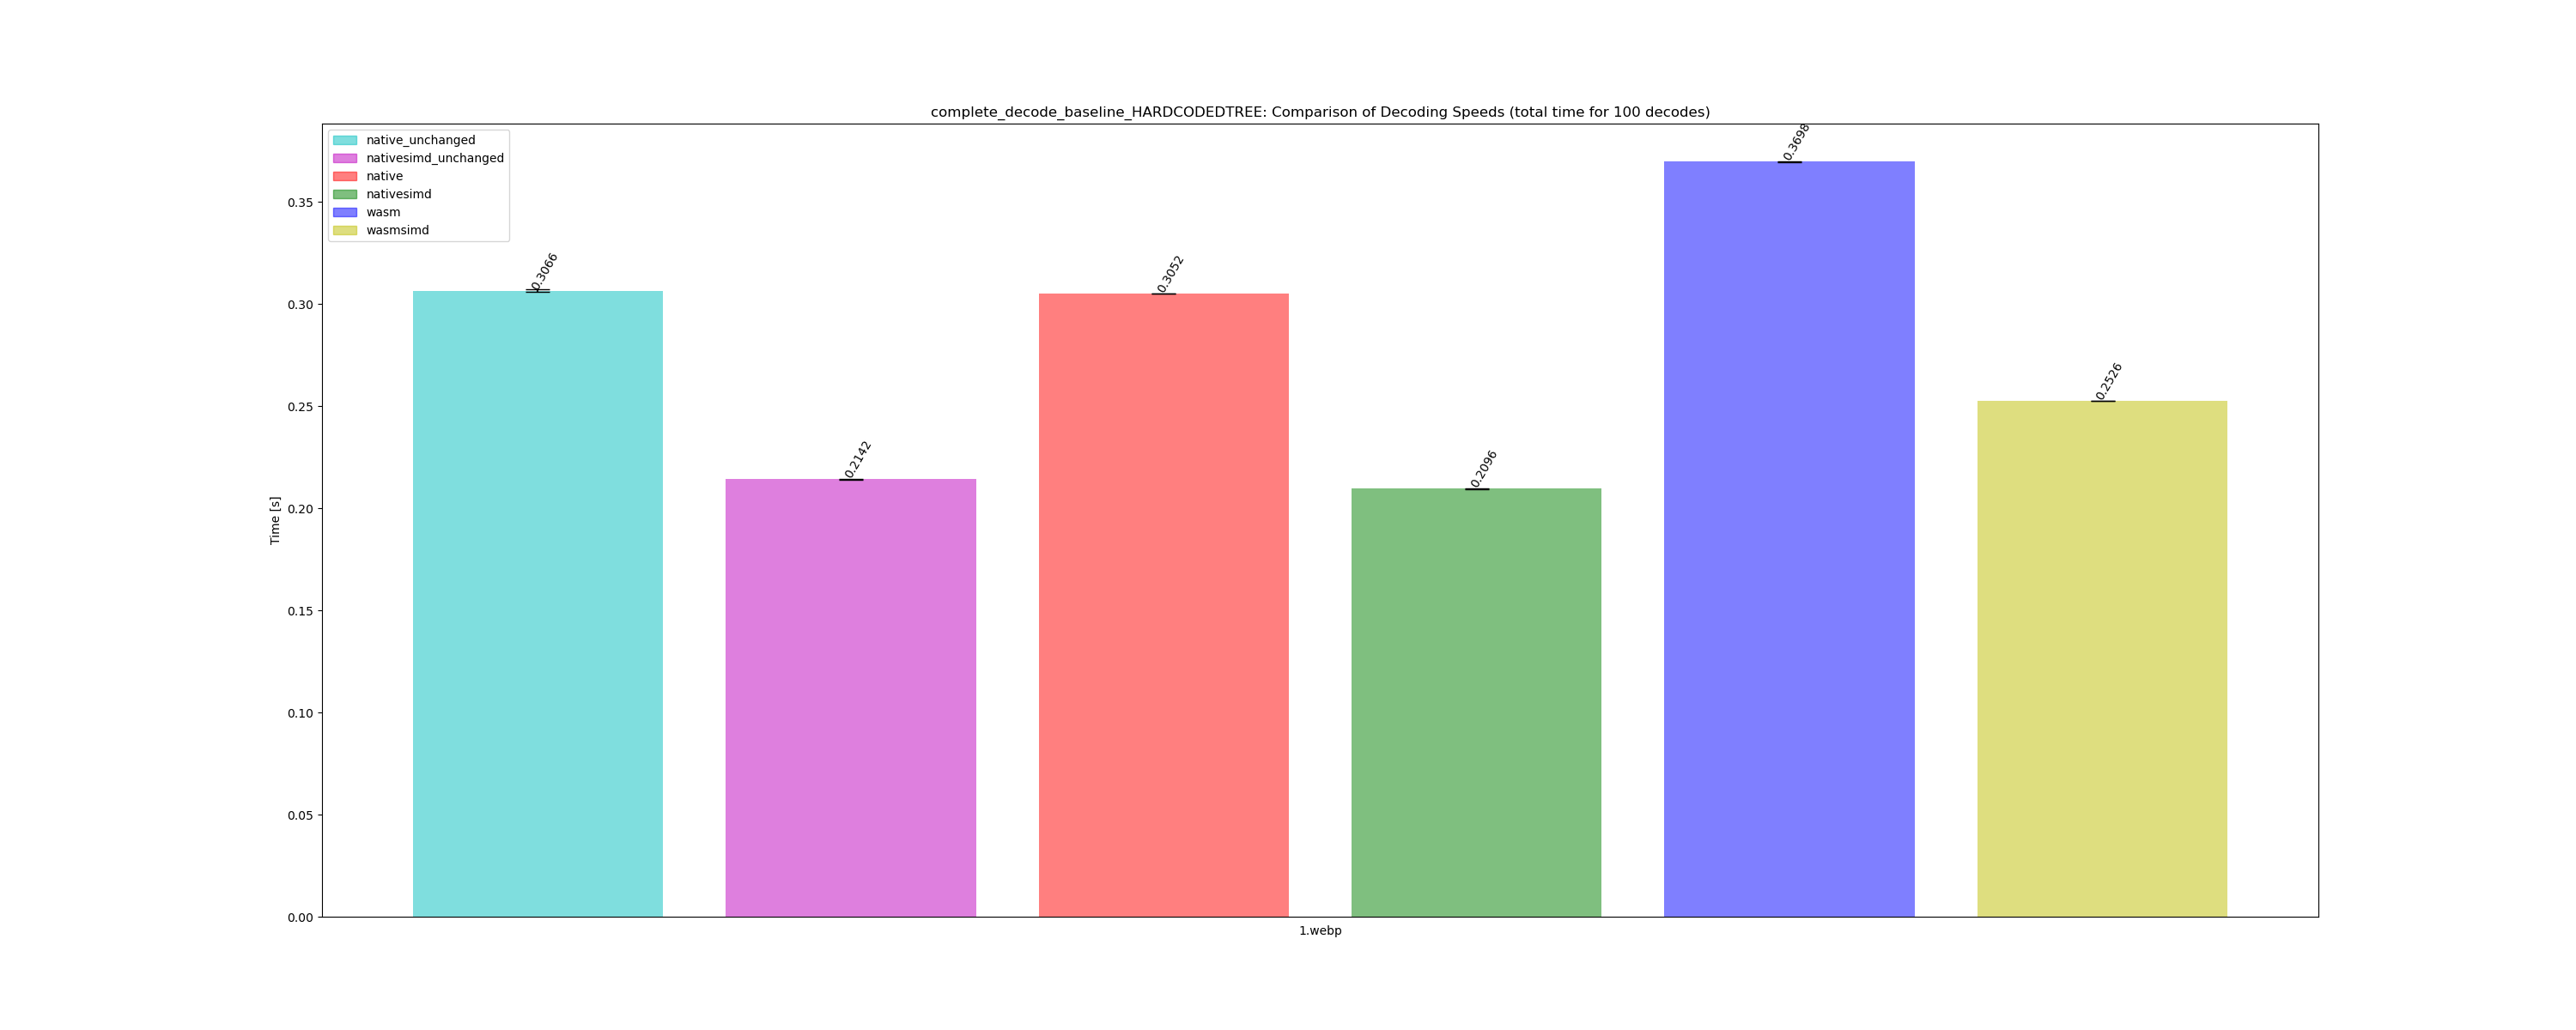 complete_decode_baseline_HARDCODEDTREE: Comparison of Decoding Speeds (total time for 100 decodes)
native_unchanged
nativesimd_unchanged
native
nativesimd
wasm
wasmsimd
0.3066
0.2142
0.3052
0.2096
0.3698
0.2526
Time [s]
0.35
0.30
0.25
0.20
0.15
0.10
0.05
0.00
1.webp